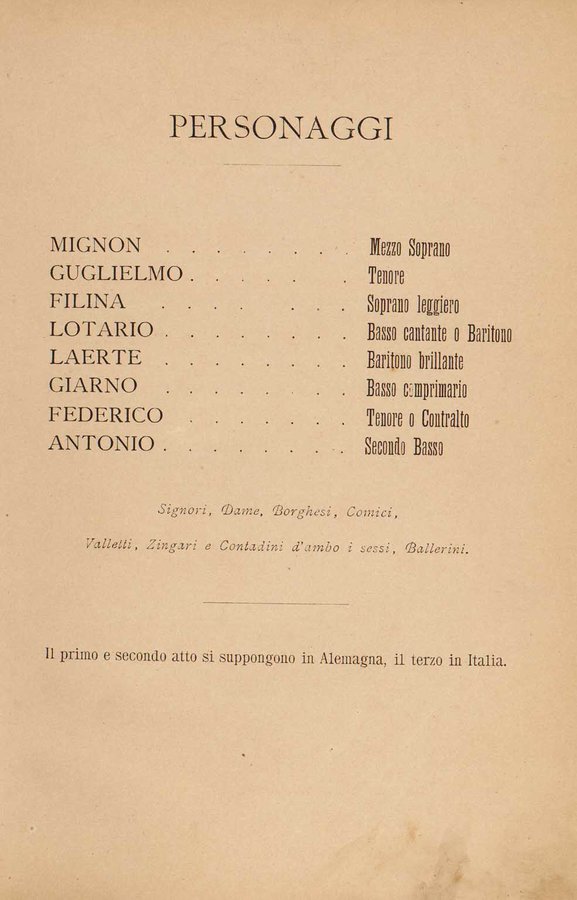 PERSONAGGI
MIGNON . . . . . . . . Mezzo Soprano
GUGLIELMO . . . . . . Tenore
FILINA . . . . . . . Soprano leggiero
LOTARIO . . . . . . . . Basso cantante o Baritono
LAERTE . . . . . . . . Baritono brillante
GIARNO . . . . . . . . Basso comprimario
FEDERICO . . . . . . . Tenore o Contralto
ANTONIO . . . . . . . . Secondo Basso
Signori, Dame, Borghesi, Comici,
Valletti, Zingari e Contadini d'ambo i sessi, Ballerini.
Il primo e secondo atto si suppongono in Alemagna, il terzo in Italia.